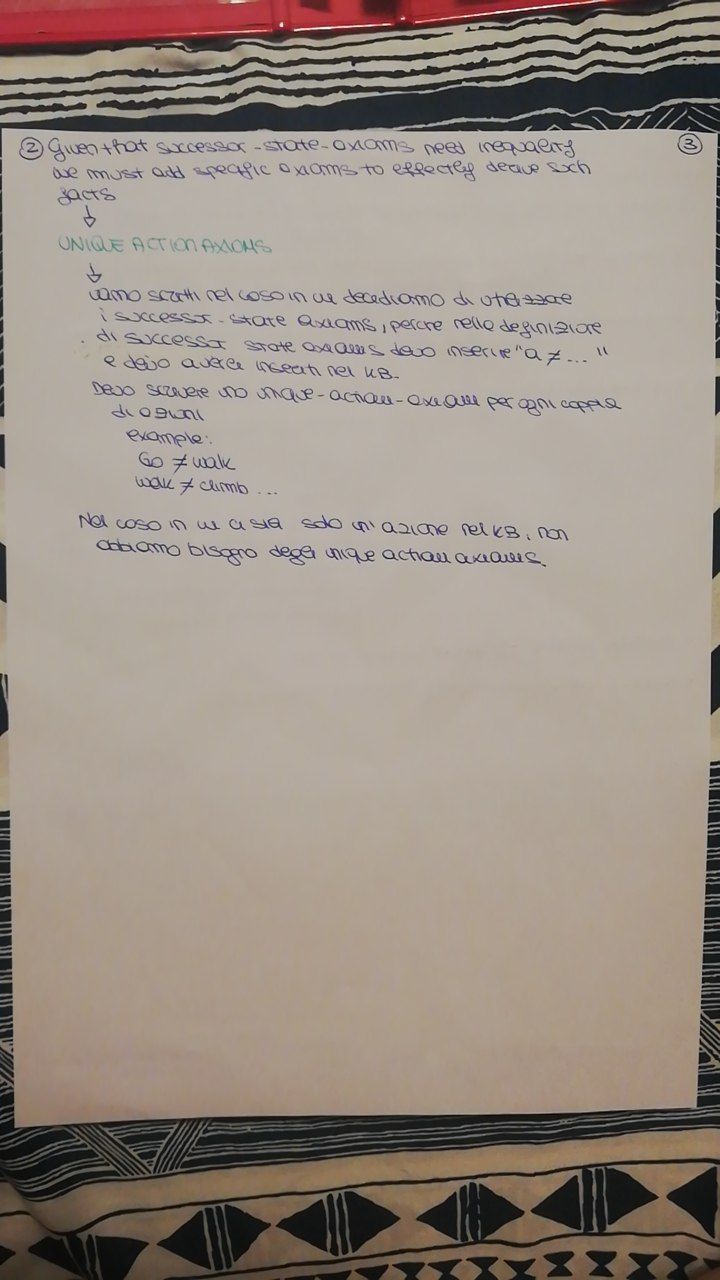 ② Given that successor-state-axioms need inequality ③
we must add specific axioms to effectly derive such
facts
↓
UNIQUE ACTION AXIOMS
↓
vanno scritti nel caso in cui decidiamo di utilizzare
i successor-state axioms, perché nella definizione
di successor state axioms devo inserire "a ≠ ... "
e devo averle inseriti nel KB.
Devo scrivere uno unique-action-axiom per ogni coppia
di azioni
example:
Go ≠ walk
walk ≠ climb ...
Nel caso in cui ci sia solo un'azione nel KB, non
abbiamo bisogno degli unique action axioms.